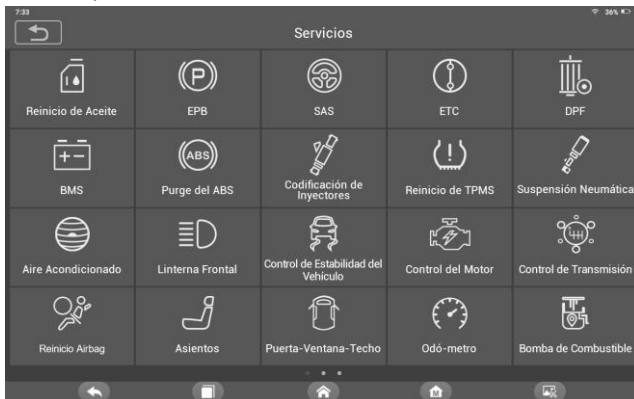 7:33 36%
Servicios
Reinicio de Aceite EPB SAS ETC DPF
BMS Purge del ABS Codificación de Inyectores Reinicio de TPMS Suspensión Neumática
Aire Acondicionado Linterna Frontal Control de Estabilidad del Vehículo Control del Motor Control de Transmisión
Reinicio Airbag Asientos Puerta-Ventana-Techo Odó-metro Bomba de Combustible